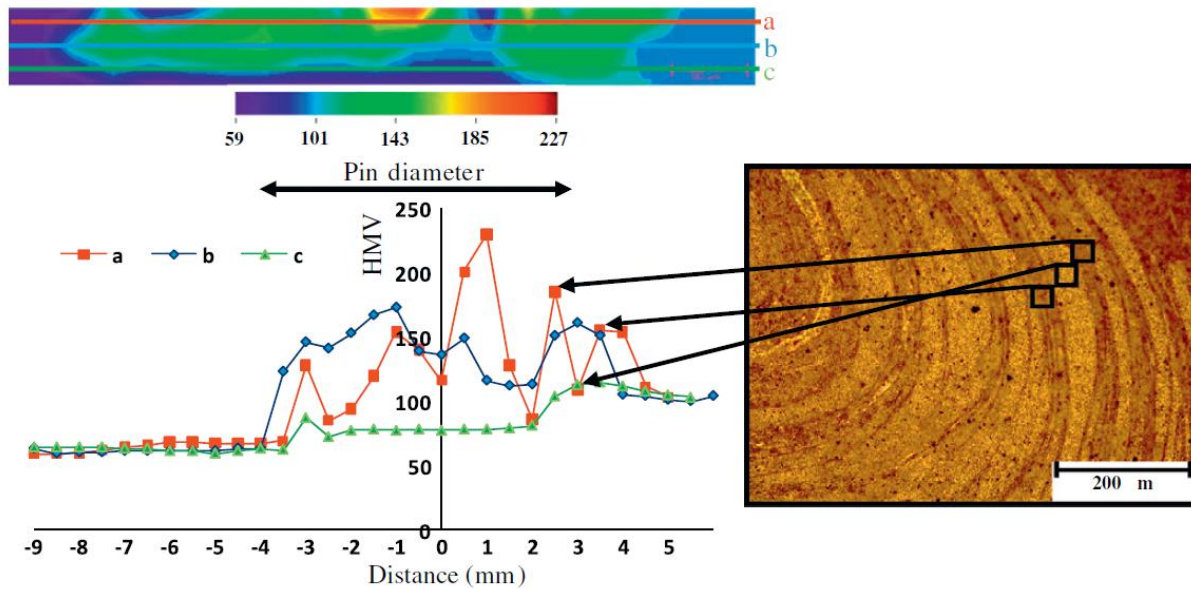 a
b
c
59 101 143 185 227
Pin diameter
250
200
150
100
50
0
HMV
a b c
-9 -8 -7 -6 -5 -4 -3 -2 -1 0 1 2 3 4 5
Distance (mm)
200 m